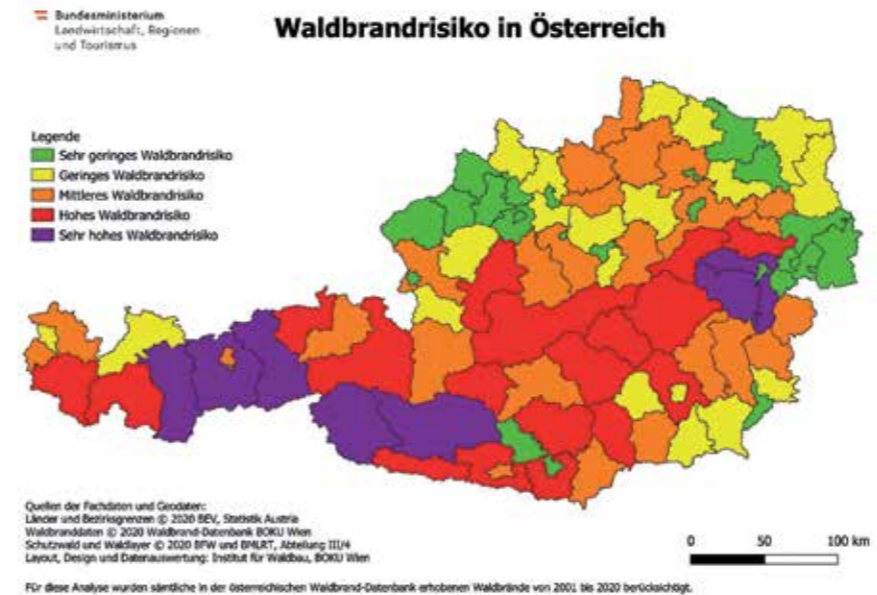 Bundesministerium
Landwirtschaft, Regionen
und Tourismus
Waldbrandrisiko in Österreich
Legende
Sehr geringes Waldbrandrisiko
Geringes Waldbrandrisiko
Mittleres Waldbrandrisiko
Hohes Waldbrandrisiko
Sehr hohes Waldbrandrisiko
Quellen der Fachdaten und Geodaten:
Länder und Bezirksgrenzen © 2020 BEV, Statistik Austria
Waldbranddaten © 2020 Waldbrand-Datenbank BOKU Wien
Schutzwald und Waldlayer © 2020 BFW und BMLRT, Abteilung III/4
Layout, Design und Datenauswertung: Institut für Waldbau, BOKU Wien
0 50 100 km
Für diese Analyse wurden sämtliche in der österreichischen Waldbrand-Datenbank erhobenen Waldbrände von 2001 bis 2020 berücksichtigt.